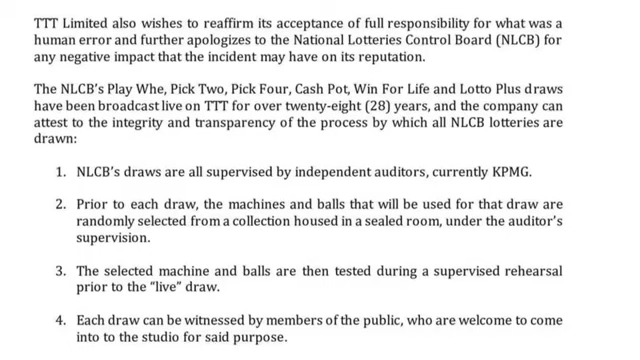 TTT Limited also wishes to reaffirm its acceptance of full responsibility for what was a
human error and further apologizes to the National Lotteries Control Board (NLCB) for
any negative impact that the incident may have on its reputation.
The NLCB's Play Whe, Pick Two, Pick Four, Cash Pot, Win For Life and Lotto Plus draws
have been broadcast live on TTT for over twenty-eight (28) years, and the company can
attest to the integrity and transparency of the process by which all NLCB lotteries are
drawn:
1. NLCB's draws are all supervised by independent auditors, currently KPMG.
2. Prior to each draw, the machines and balls that will be used for that draw are
randomly selected from a collection housed in a sealed room, under the auditor's
supervision.
3. The selected machine and balls are then tested during a supervised rehearsal
prior to the "live" draw.
4. Each draw can be witnessed by members of the public, who are welcome to come
into to the studio for said purpose.